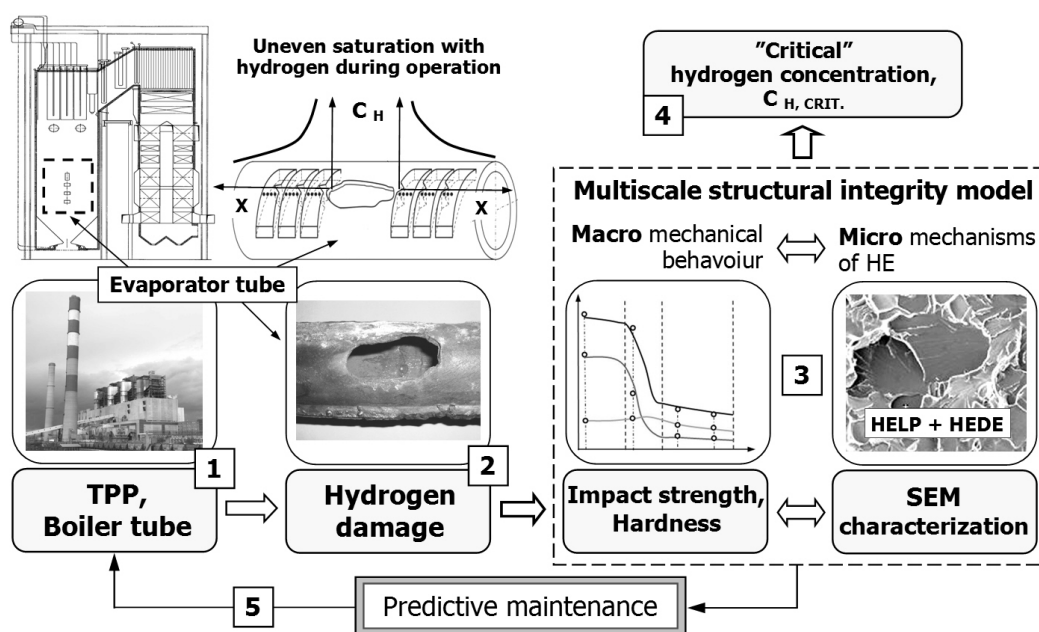 Uneven saturation with
hydrogen during operation
C H
X
X
Evaporator tube
"Critical"
hydrogen concentration,
C H, CRIT.
4
Multiscale structural integrity model
Macro mechanical
behavoiur
Micro mechanisms
of HE
3
HELP + HEDE
1
TPP,
Boiler tube
2
Hydrogen
damage
Impact strength,
Hardness
SEM
characterization
5
Predictive maintenance